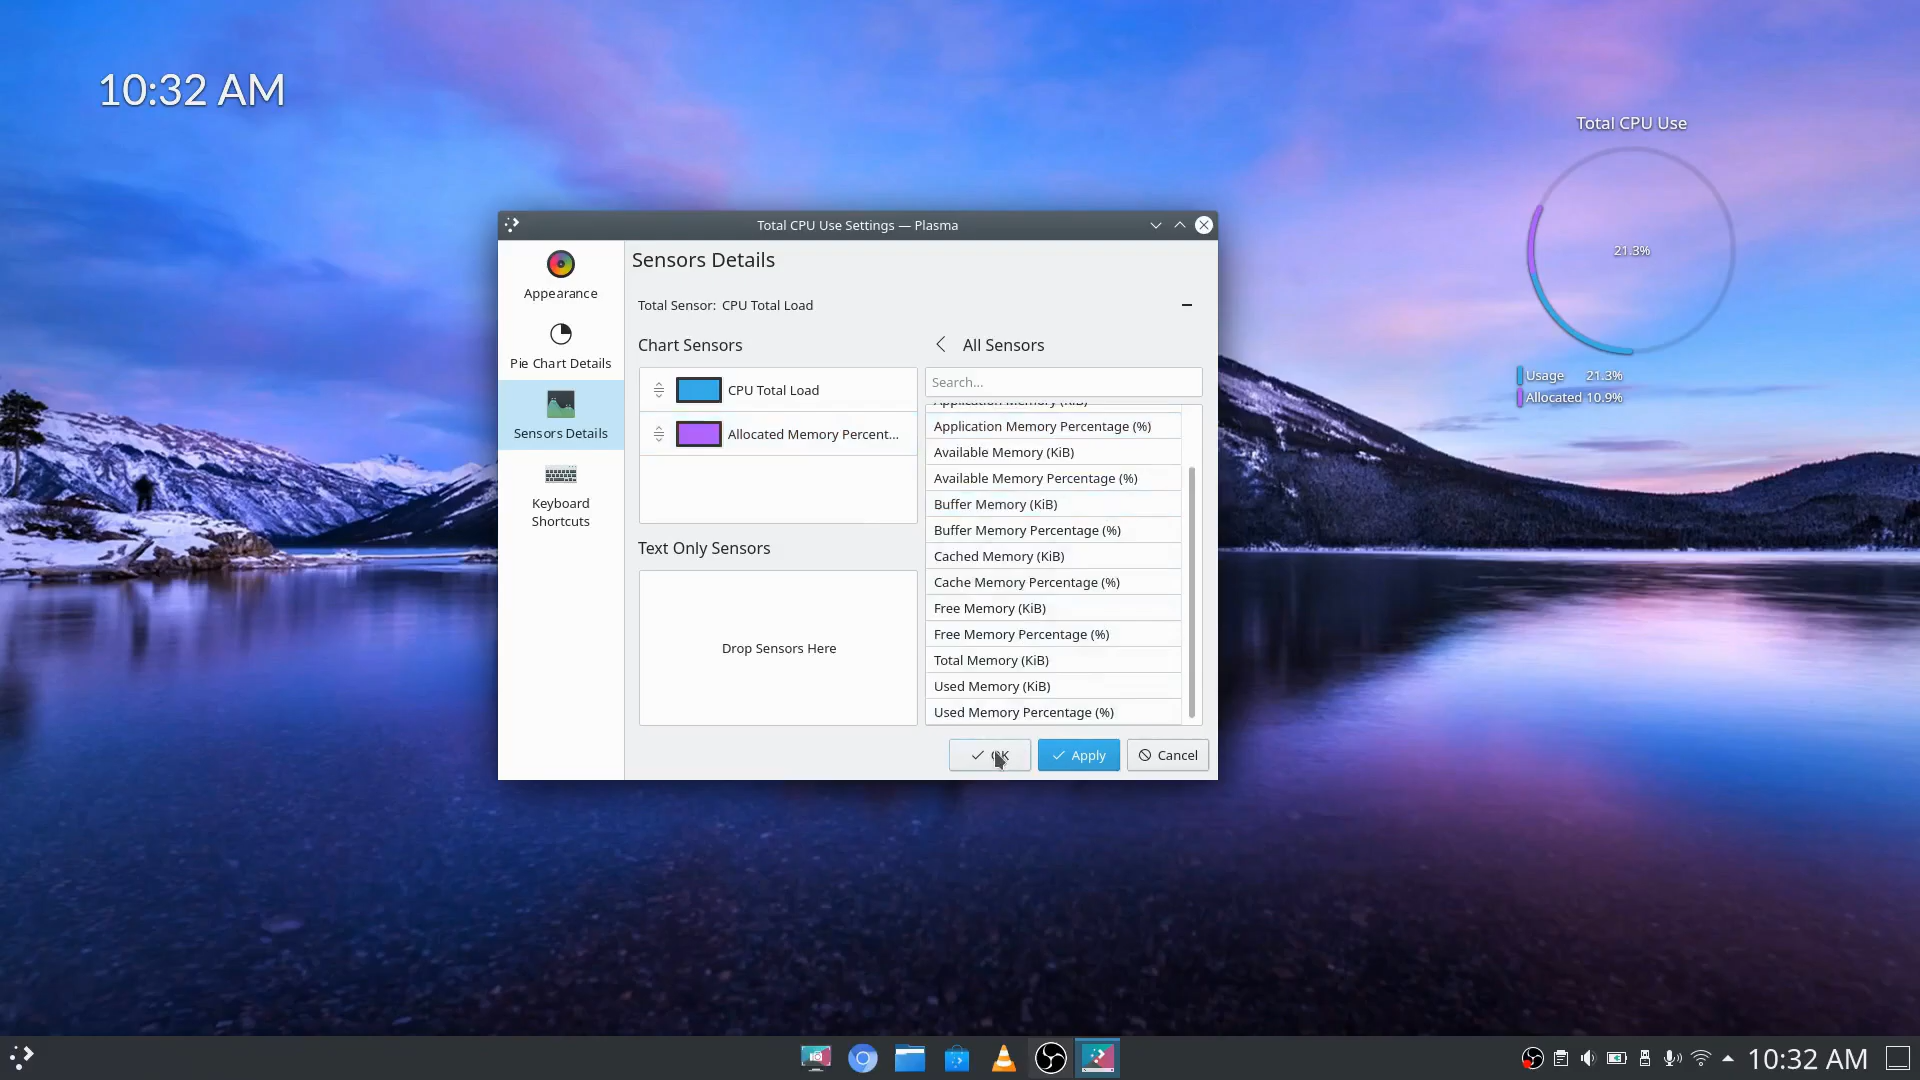 10:32 AM
Total CPU Use
21.3%
Usage 21.3%
Allocated 10.9%
Total CPU Use Settings — Plasma
Appearance
Pie Chart Details
Sensors Details
Keyboard
Shortcuts
Sensors Details
Total Sensor: CPU Total Load
Chart Sensors
CPU Total Load
Allocated Memory Percent...
Text Only Sensors
Drop Sensors Here
All Sensors
Search...
Application Memory (KiB)
Application Memory Percentage (%)
Available Memory (KiB)
Available Memory Percentage (%)
Buffer Memory (KiB)
Buffer Memory Percentage (%)
Cached Memory (KiB)
Cache Memory Percentage (%)
Free Memory (KiB)
Free Memory Percentage (%)
Total Memory (KiB)
Used Memory (KiB)
Used Memory Percentage (%)
OK
Apply
Cancel
10:32 AM